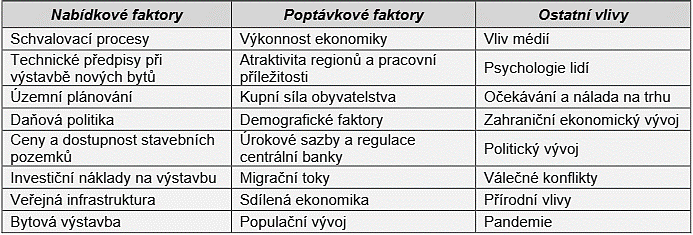 Nabídkové faktory Poptávkové faktory Ostatní vlivy
Schvalovací procesy Výkonnost ekonomiky Vliv médií
Technické předpisy při výstavbě nových bytů Atraktivita regionů a pracovní příležitosti Psychologie lidí
Územní plánování Kupní síla obyvatelstva Očekávání a nálada na trhu
Daňová politika Demografické faktory Zahraniční ekonomický vývoj
Ceny a dostupnost stavebních pozemků Úrokové sazby a regulace centrální banky Politický vývoj
Investiční náklady na výstavbu Migrační toky Válečné konflikty
Veřejná infrastruktura Sdílená ekonomika Přírodní vlivy
Bytová výstavba Populační vývoj Pandemie